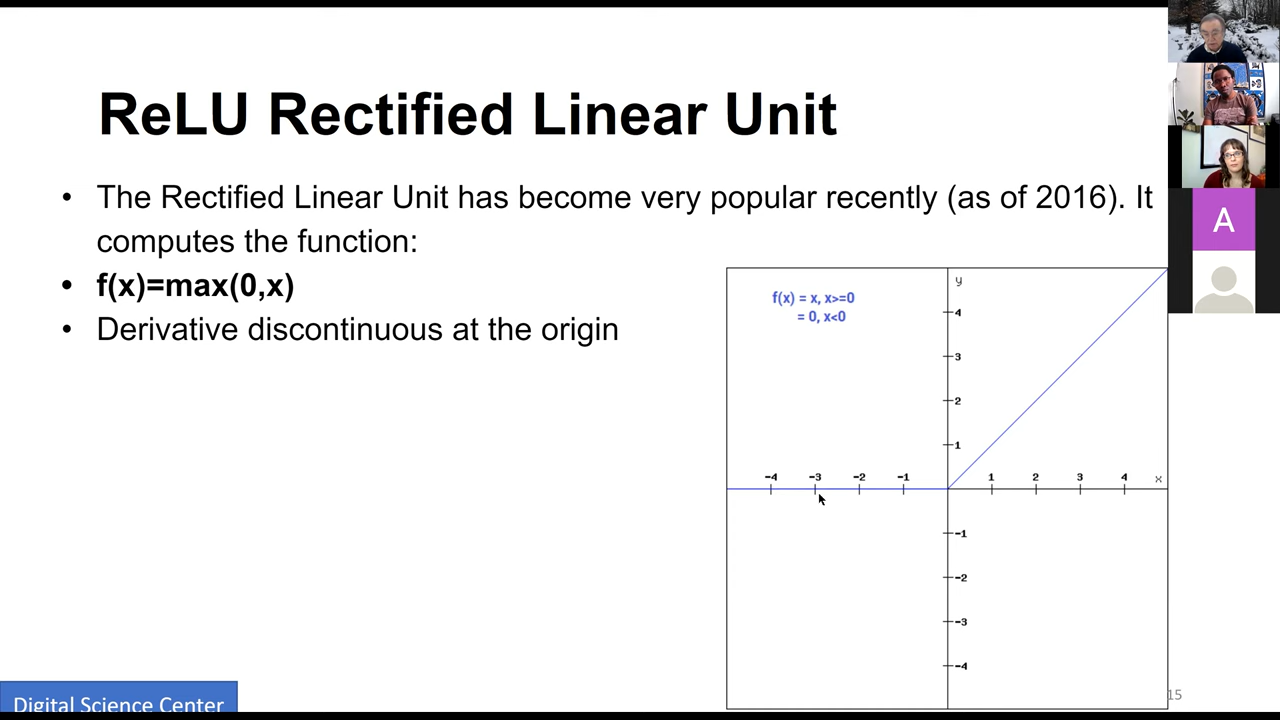 ReLU Rectified Linear Unit
• The Rectified Linear Unit has become very popular recently (as of 2016). It
computes the function:
• f(x)=max(0,x)
• Derivative discontinuous at the origin
f(x) = x, x>=0
= 0, x<0
y
4
3
2
1
-4 -3 -2 -1 1 2 3 4 x
-1
-2
-3
-4
A
Digital Science Center
15